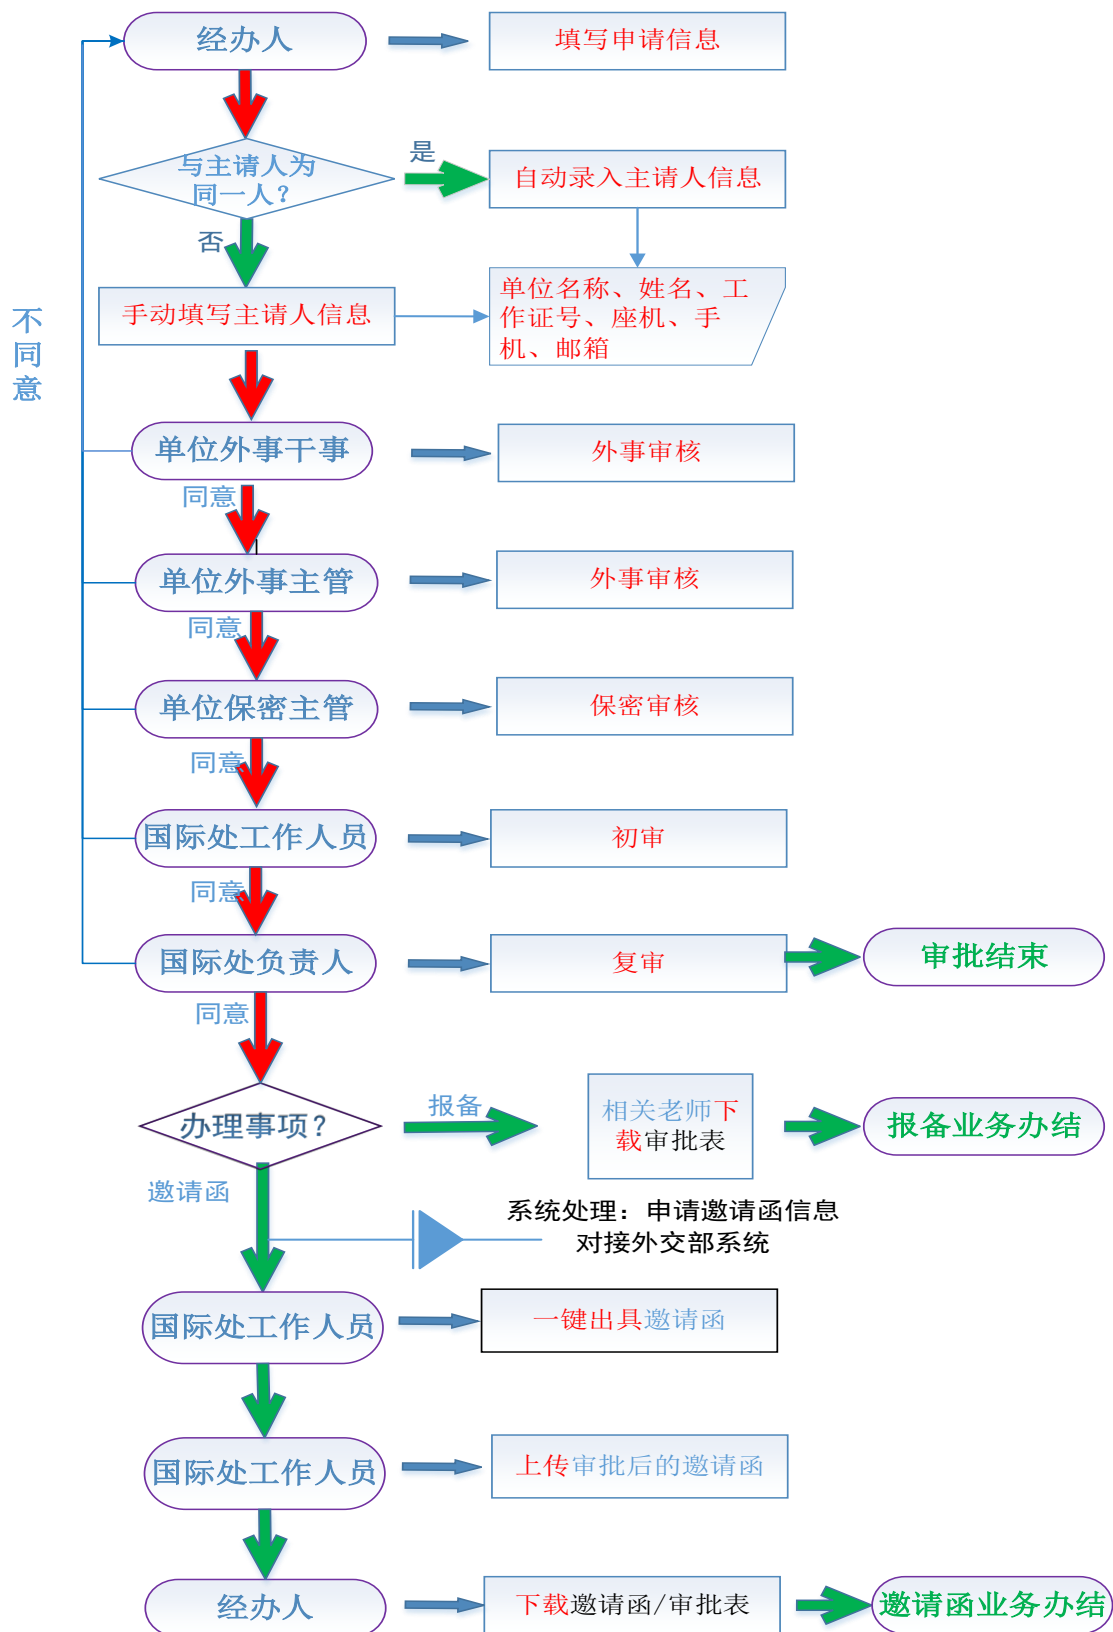 经办人
填写申请信息
与主请人为
同一人？
是
自动录入主请人信息
否
手动填写主请人信息
单位名称、姓名、工
作证号、座机、手
机、邮箱
不
同
意
单位外事干事
外事审核
同意
单位外事主管
外事审核
同意
单位保密主管
保密审核
同意
国际处工作人员
初审
同意
国际处负责人
复审
审批结束
同意
办理事项？
报备
相关老师下
载审批表
报备业务办结
邀请函
系统处理：申请邀请函信息
对接外交部系统
国际处工作人员
一键出具邀请函
国际处工作人员
上传审批后的邀请函
经办人
下载邀请函/审批表
邀请函业务办结